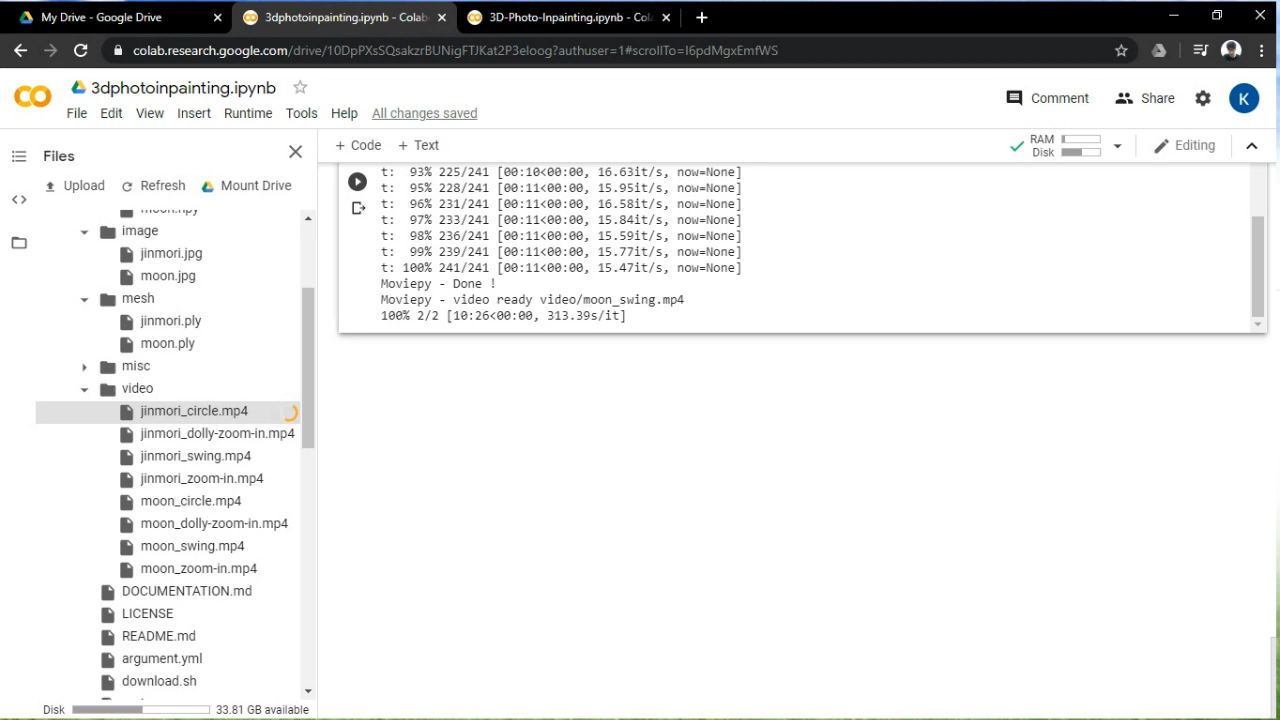 My Drive - Google Drive
3dphotoinpainting.ipynb - Colab
3D-Photo-Inpainting.ipynb - Cola
colab.research.google.com/drive/10DpPXsSQsakzrBUNigFTJKat2P3eloog?authuser=1#scrollTo=I6pdMgxEmfWS
CO
3dphotoinpainting.ipynb
Comment
Share
K
File Edit View Insert Runtime Tools Help All changes saved
Files
+ Code + Text
RAM
Disk
Editing
Upload Refresh Mount Drive
moon.npy
image
jinmori.jpg
moon.jpg
mesh
jinmori.ply
moon.ply
misc
video
jinmori_circle.mp4
jinmori_dolly-zoom-in.mp4
jinmori_swing.mp4
jinmori_zoom-in.mp4
moon_circle.mp4
moon_dolly-zoom-in.mp4
moon_swing.mp4
moon_zoom-in.mp4
DOCUMENTATION.md
LICENSE
README.md
argument.yml
download.sh
Disk 33.81 GB available
t: 93% 225/241 [00:10<00:00, 16.63it/s, now=None]
t: 95% 228/241 [00:11<00:00, 15.95it/s, now=None]
t: 96% 231/241 [00:11<00:00, 16.58it/s, now=None]
t: 97% 233/241 [00:11<00:00, 15.84it/s, now=None]
t: 98% 236/241 [00:11<00:00, 15.59it/s, now=None]
t: 99% 239/241 [00:11<00:00, 15.77it/s, now=None]
t: 100% 241/241 [00:11<00:00, 15.47it/s, now=None]
Moviepy - Done !
Moviepy - video ready video/moon_swing.mp4
100% 2/2 [10:26<00:00, 313.39s/it]